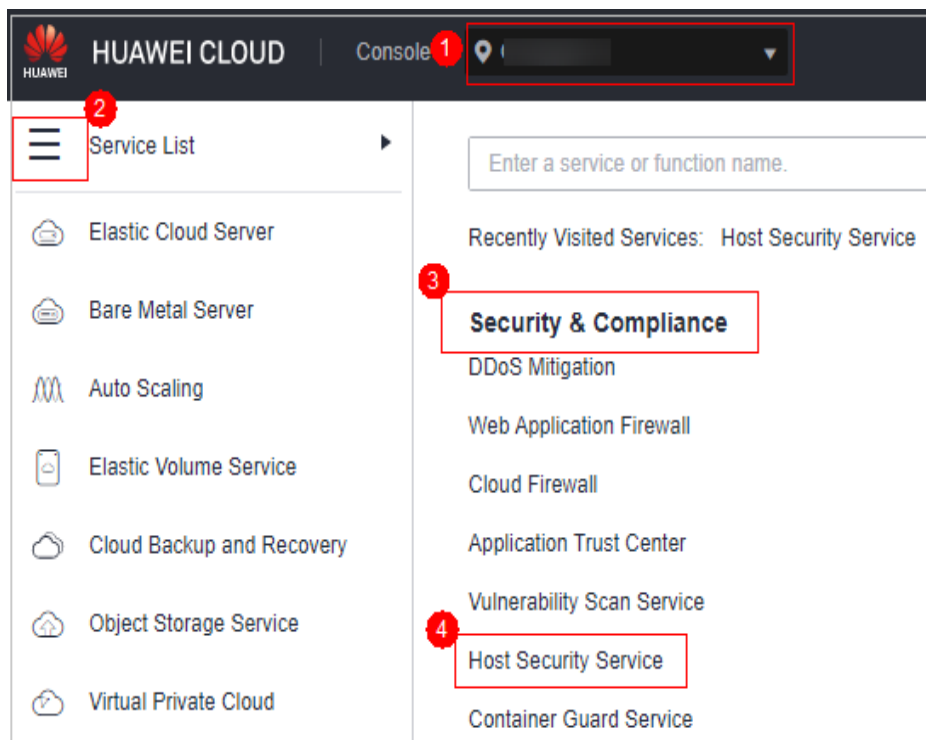 HUAWEI
HUAWEI CLOUD
Console
1
2
Service List
Elastic Cloud Server
Bare Metal Server
Auto Scaling
Elastic Volume Service
Cloud Backup and Recovery
Object Storage Service
Virtual Private Cloud
Enter a service or function name.
Recently Visited Services: Host Security Service
3
Security & Compliance
DDoS Mitigation
Web Application Firewall
Cloud Firewall
Application Trust Center
Vulnerability Scan Service
4
Host Security Service
Container Guard Service